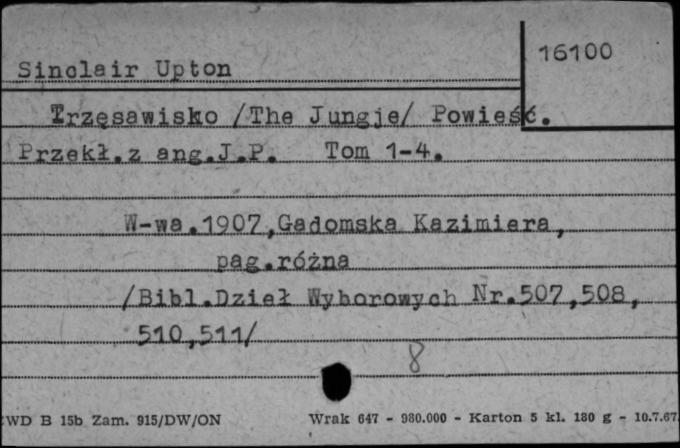 Sinclair Upton
16100
Trzęsawisko /The Jungje/ Powieść.
Przekł.z ang.J.P. Tom 1-4.
W-wa.1907,Gadomska Kazimiera,
pag.różna
/Bibl.Dzieł Wyborowych Nr.507,508,
510,511/
8
WD B 15b Zam. 915/DW/ON Wrak 647 - 980.000 - Karton 5 kl. 180 g - 10.7.67